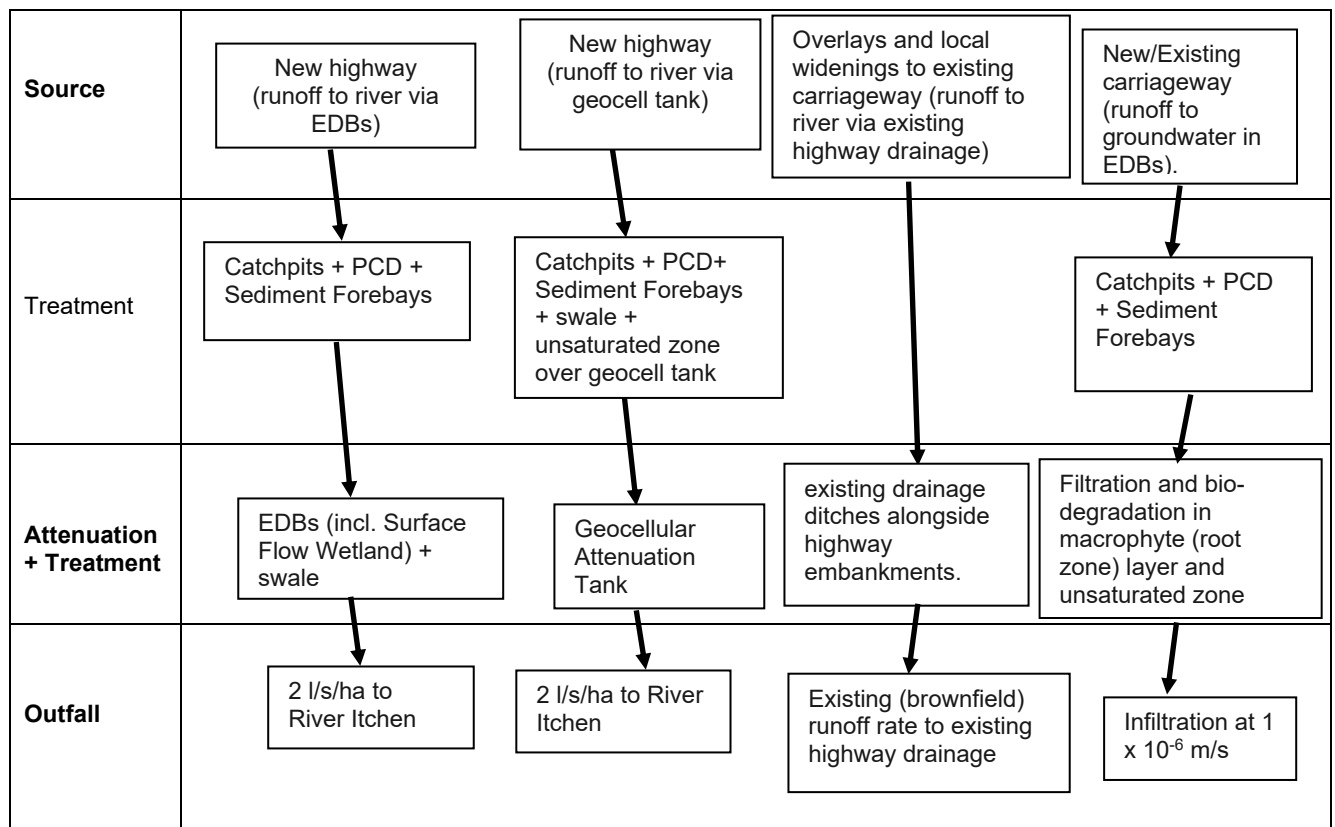 Source
New highway
(runoff to river via
EDBs)
New highway
(runoff to river via
geocell tank)
Overlays and local
widenings to existing
carriageway (runoff to
river via existing
highway drainage)
New/Existing
carriageway
(runoff to
groundwater in
EDBs).
Treatment
Catchpits + PCD +
Sediment Forebays
Catchpits + PCD+
Sediment Forebays
+ swale +
unsaturated zone
over geocell tank
Catchpits + PCD
+ Sediment
Forebays
Attenuation
+ Treatment
EDBs (incl. Surface
Flow Wetland) +
swale
Geocellular
Attenuation
Tank
existing drainage
ditches alongside
highway
embankments.
Filtration and bio-
degradation in
macrophyte (root
zone) layer and
unsaturated zone
Outfall
2 l/s/ha to
River Itchen
2 l/s/ha to River
Itchen
Existing (brownfield)
runoff rate to existing
highway drainage
Infiltration at 1
x 10⁻⁶ m/s